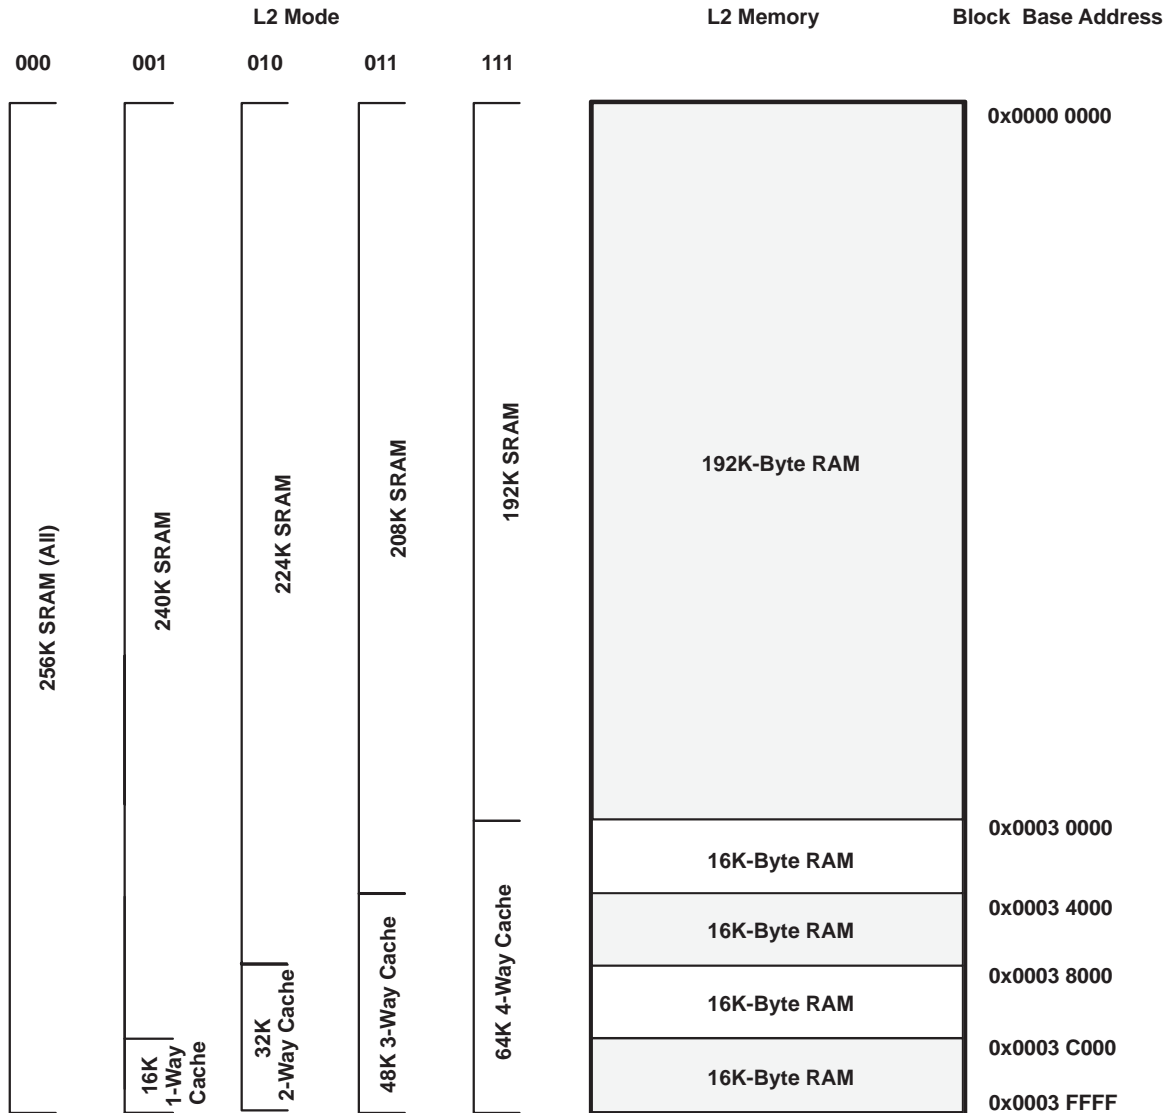 L2 Mode
L2 Memory
Block Base Address
000
001
010
011
111
0x0000 0000
256K SRAM (All)
240K SRAM
224K SRAM
208K SRAM
192K SRAM
192K-Byte RAM
0x0003 0000
16K-Byte RAM
0x0003 4000
16K-Byte RAM
0x0003 8000
16K-Byte RAM
0x0003 C000
16K-Byte RAM
0x0003 FFFF
16K
1-Way
Cache
32K
2-Way Cache
48K 3-Way Cache
64K 4-Way Cache